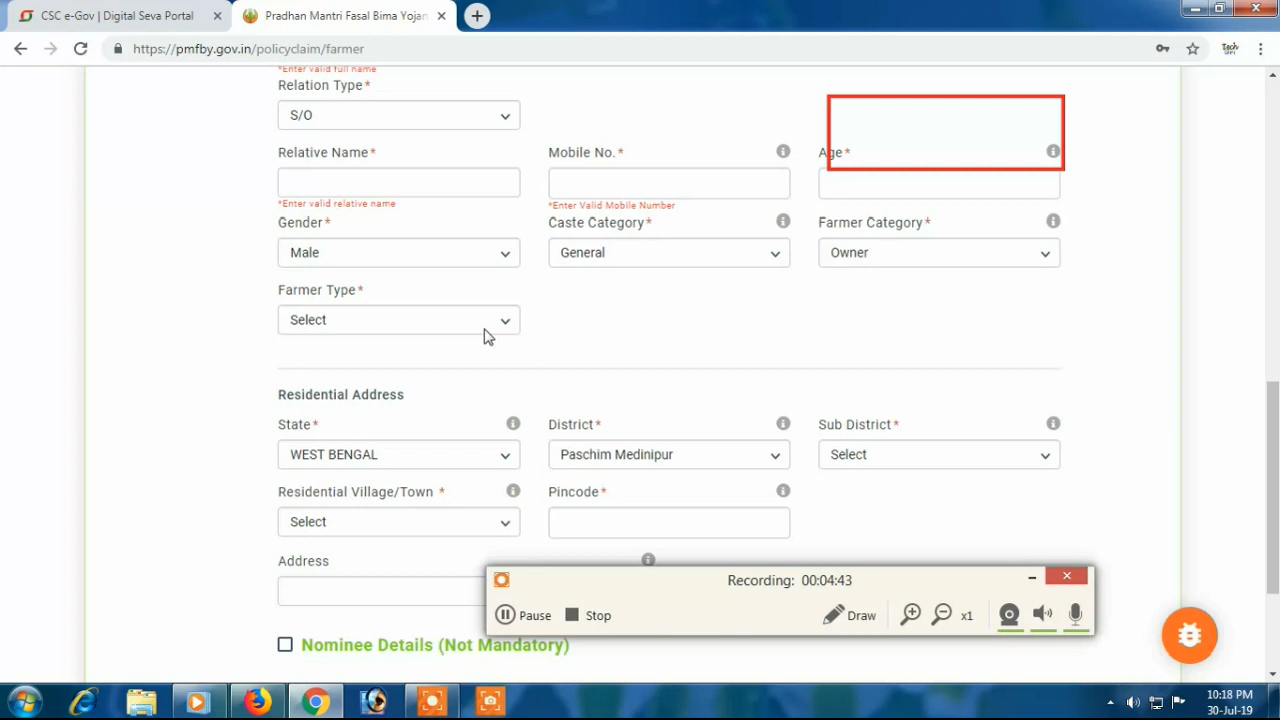 CSC e-Gov | Digital Seva Portal
Pradhan Mantri Fasal Bima Yojan
https://pmfby.gov.in/policyclaim/farmer
*Enter valid full name
Relation Type*
S/O
Relative Name* Mobile No.* Age*
*Enter valid relative name *Enter Valid Mobile Number
Gender* Caste Category* Farmer Category*
Male General Owner
Farmer Type*
Select
Residential Address
State* District* Sub District*
WEST BENGAL Paschim Medinipur Select
Residential Village/Town * Pincode*
Select
Address
Recording: 00:04:43
Pause Stop Draw x1
Nominee Details (Not Mandatory)
10:18 PM
30-Jul-19